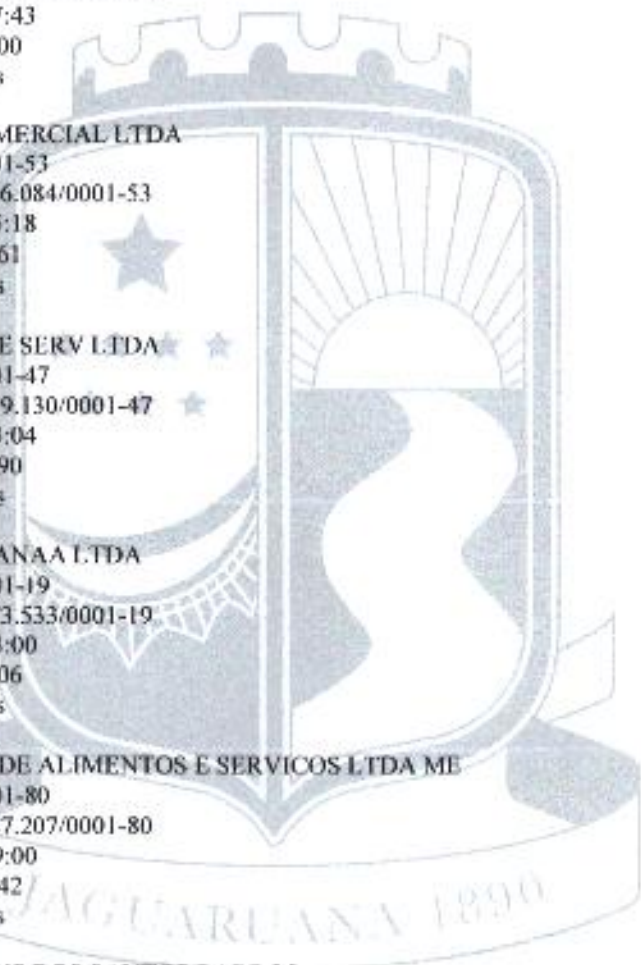 :43
00
s
MERCIAL LTDA
01-53
6.084/0001-53
5:18
61
s
E SERV LTDA
01-47
9.130/0001-47
:04
90
e
ANAA LTDA
01-19
3.533/0001-19
:00
06
s
DE ALIMENTOS E SERVICOS LTDA ME
01-80
7.207/0001-80
9:00
42
s
JAGUARUANA 1890